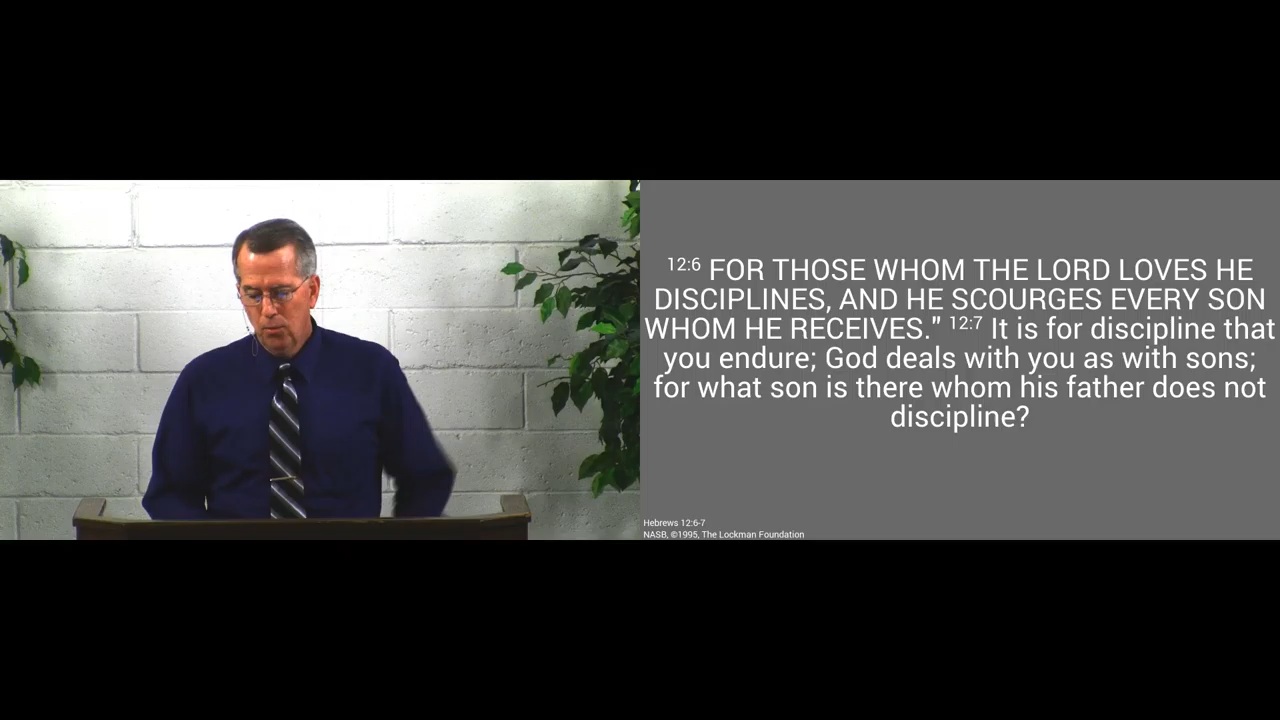 12:6 FOR THOSE WHOM THE LORD LOVES HE
DISCIPLINES, AND HE SCOURGES EVERY SON
WHOM HE RECEIVES.” 12:7 It is for discipline that
you endure; God deals with you as with sons;
for what son is there whom his father does not
discipline?
Hebrews 12:6-7
NASB, ©1995, The Lockman Foundation